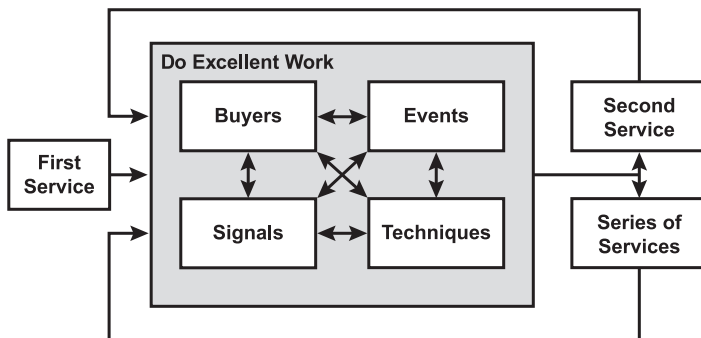 Do Excellent Work
Buyers
Events
Second
Service
First
Service
Signals
Techniques
Series of
Services